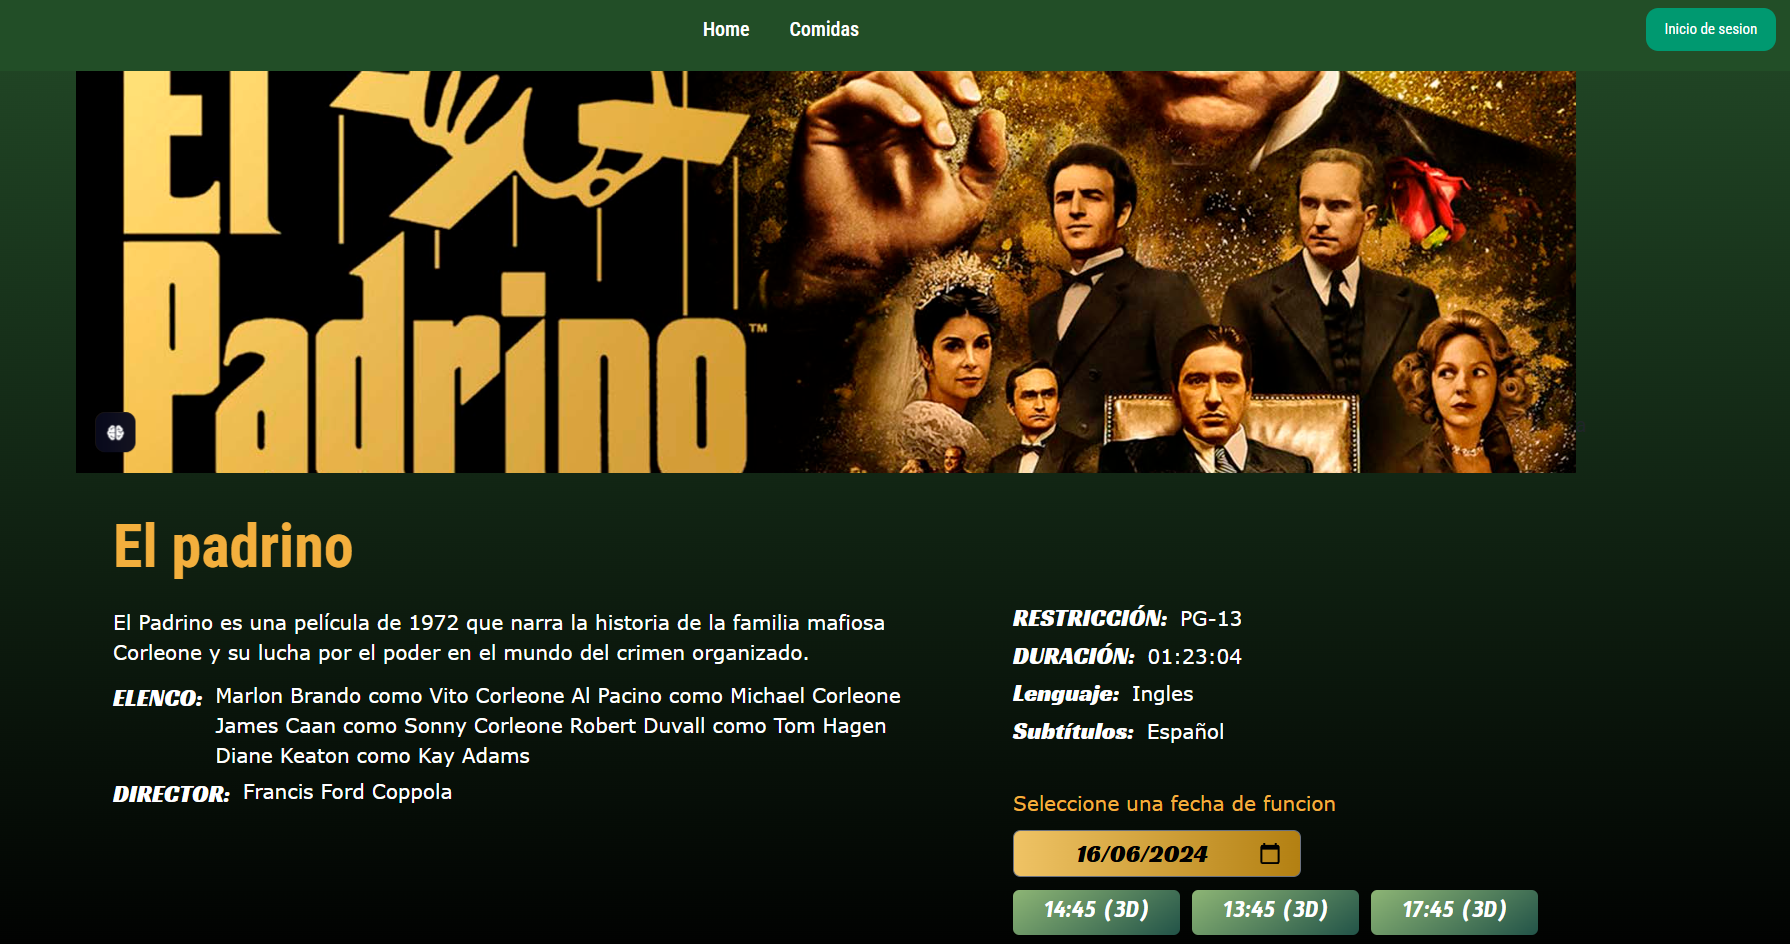 Home Comidas Inicio de sesion
El
Padrino™
El padrino
El Padrino es una película de 1972 que narra la historia de la familia mafiosa
Corleone y su lucha por el poder en el mundo del crimen organizado.
ELENCO: Marlon Brando como Vito Corleone Al Pacino como Michael Corleone
James Caan como Sonny Corleone Robert Duvall como Tom Hagen
Diane Keaton como Kay Adams
DIRECTOR: Francis Ford Coppola
RESTRICCIÓN: PG-13
DURACIÓN: 01:23:04
Lenguaje: Ingles
Subtítulos: Español
Seleccione una fecha de funcion
16/06/2024
14:45 (3D) 13:45 (3D) 17:45 (3D)